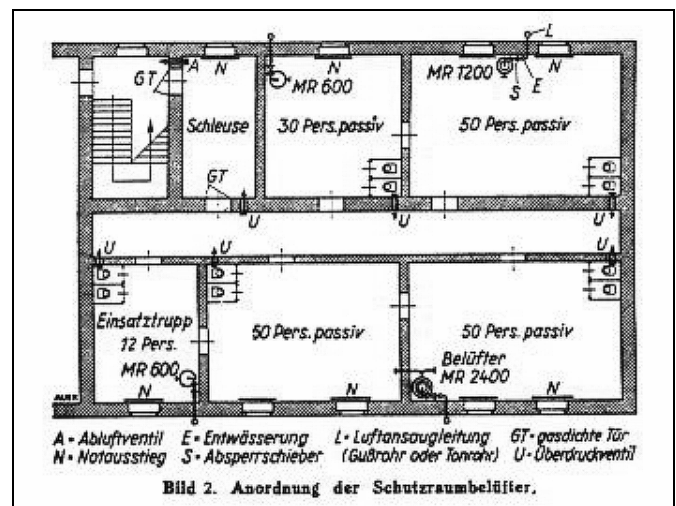 L
GT
A
N
N
N
MR 600
MR 1200
S
E
Schleuse
30 Pers. passiv
50 Pers. passiv
GT
U
U
U
U
U
U
Einsatztrupp
12 Pers.
MR 600
50 Pers. passiv
50 Pers. passiv
Belüfter
MR 2400
N
N
N
A = Abluftventil E = Entwässerung L = Luftansaugleitung GT = gasdichte Tür
N = Notausstieg S = Absperrschieber (Gußrohr oder Tonrohr) U = Überdruckventil
Bild 2. Anordnung der Schutzraumbelüfter.